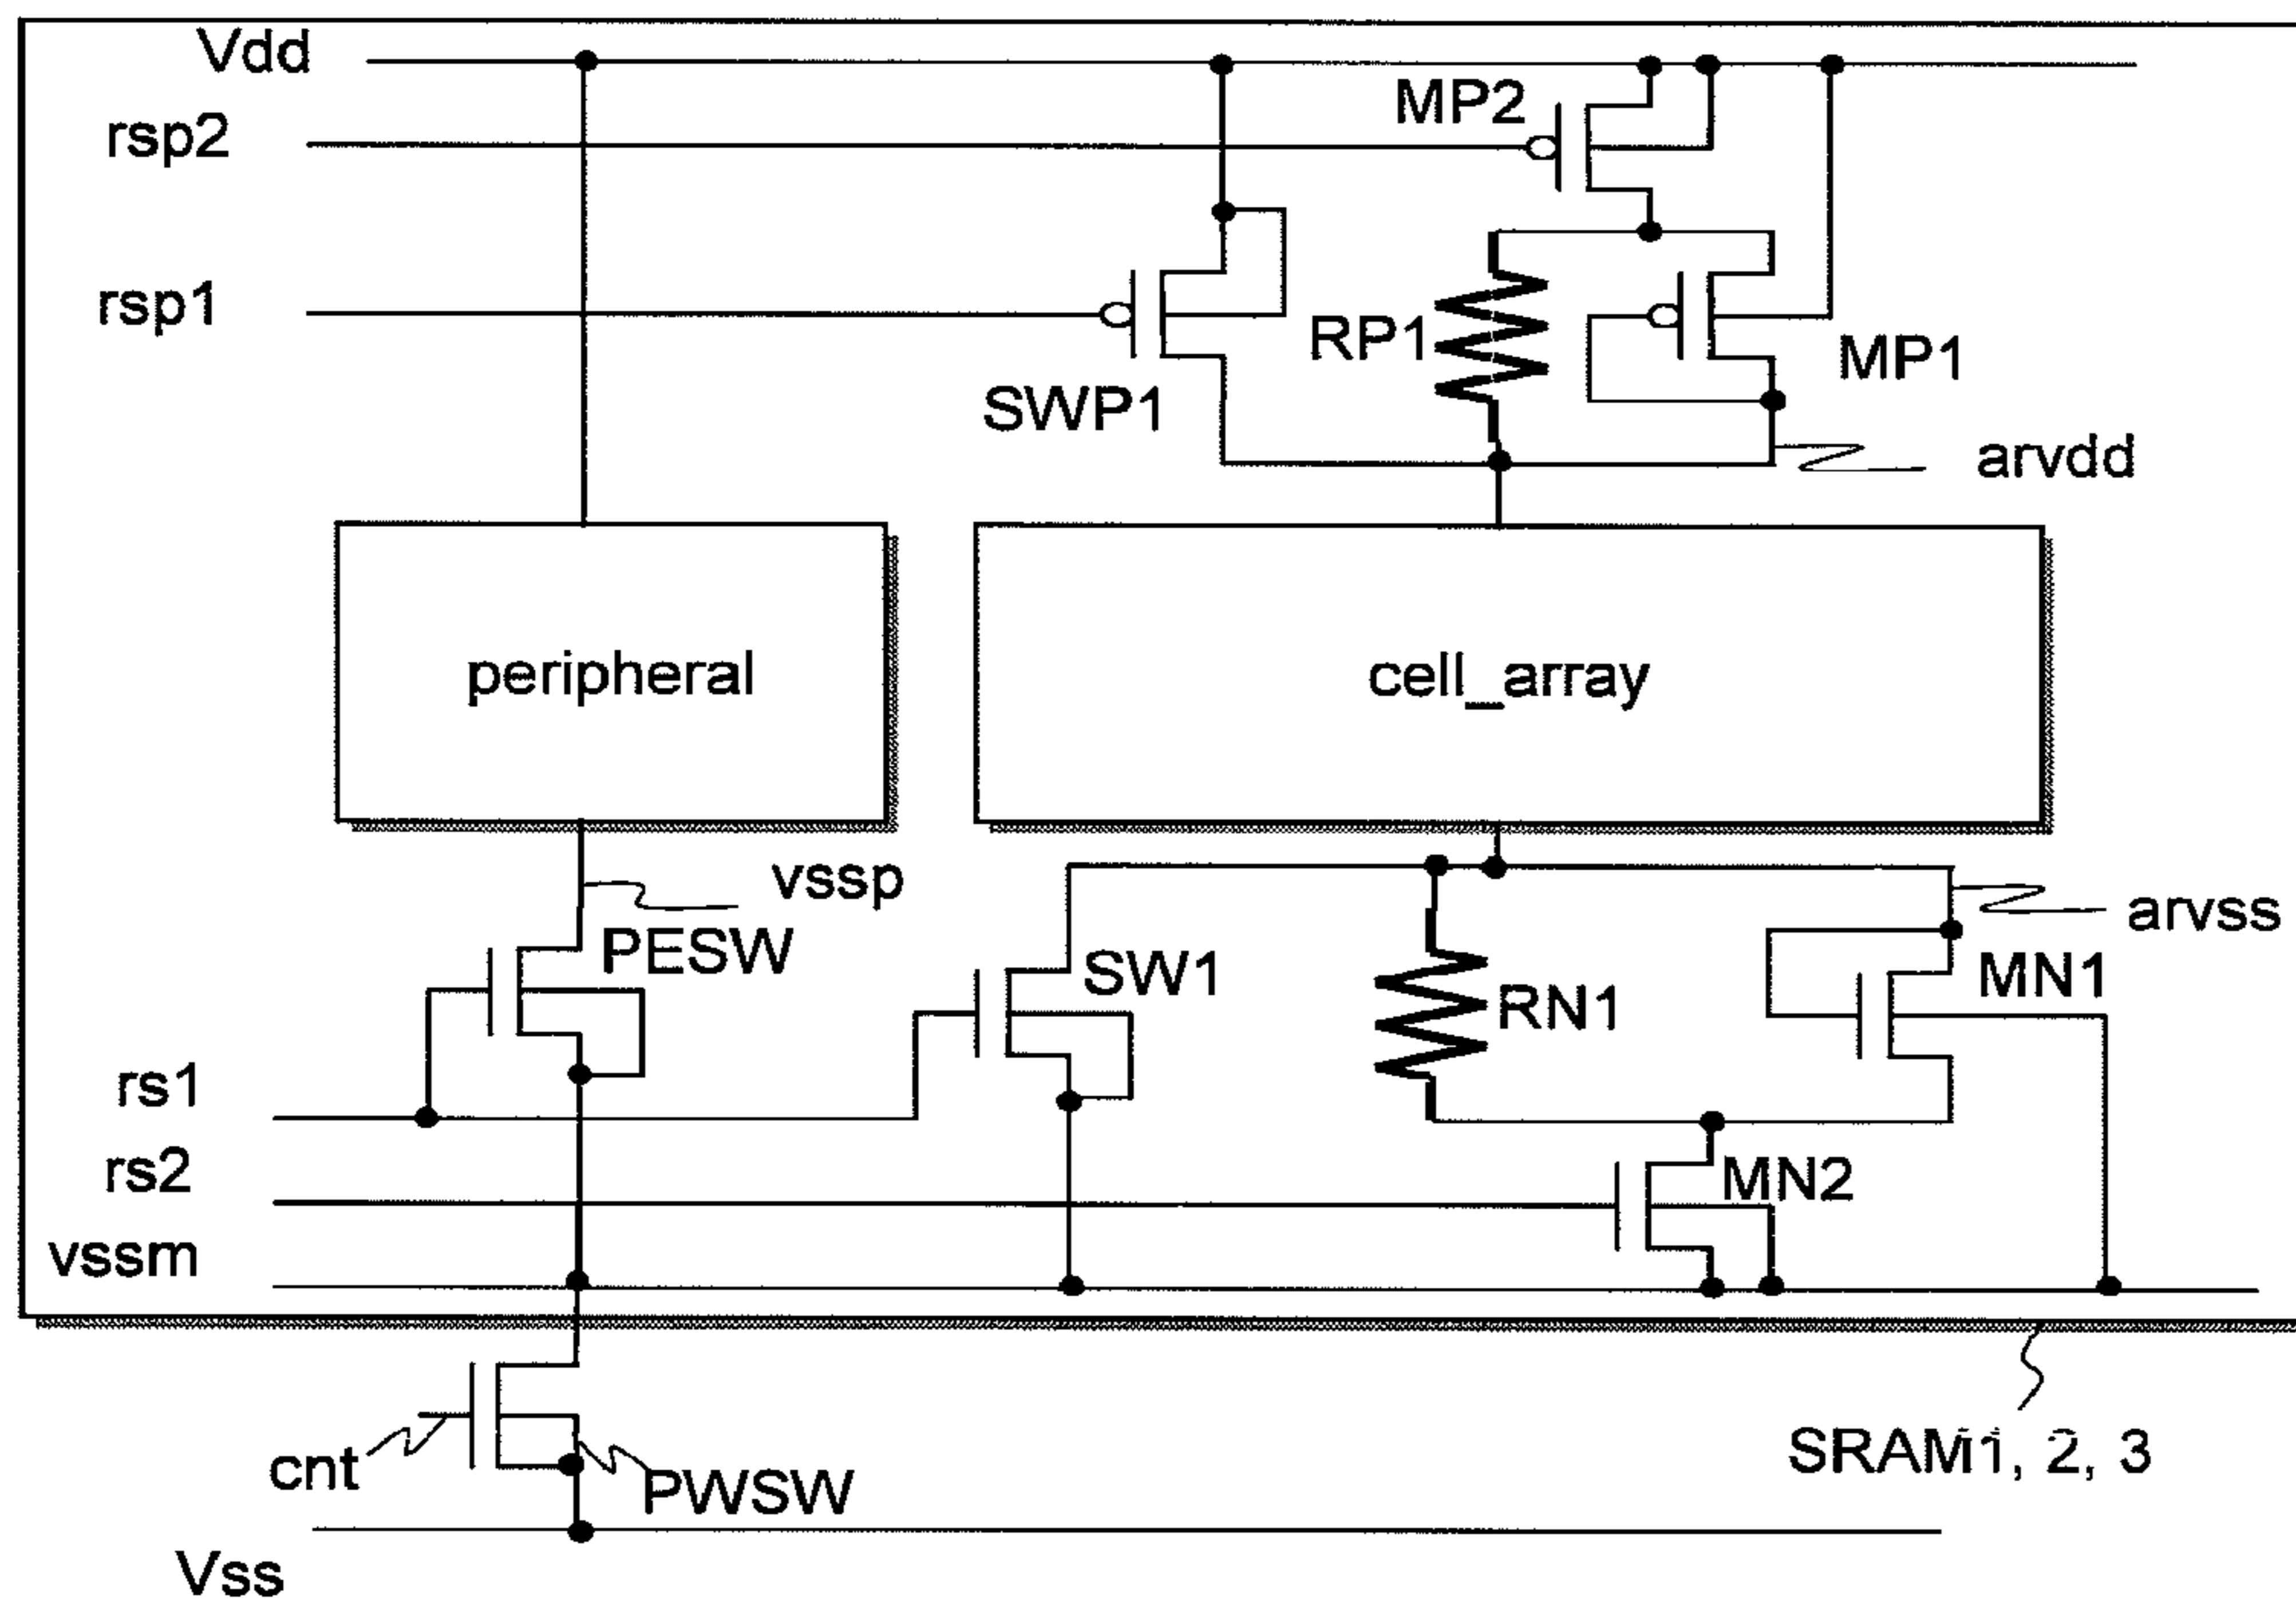 Vdd
MP2
rsp2
rsp1
RP1
MP1
SWP1
arvdd
peripheral
cell_array
vssp
arvss
PESW
SW1
MN1
RN1
rs1
rs2
MN2
vssm
cnt
PWSW
SRAM1, 2, 3
Vss